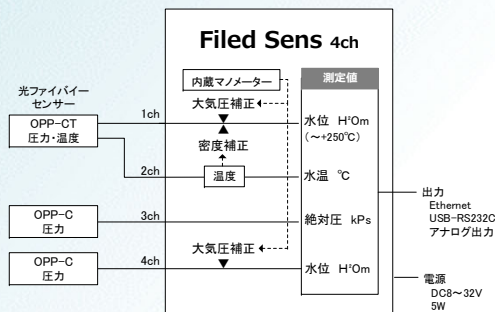 Filed Sens 4ch
内蔵マノメーター
測定値
光ファイバイー
センサー
OPP-CT
圧力・温度
1ch
大気圧補正
水位 H²Om
(～+250℃)
密度補正
2ch
温度
水温 ℃
OPP-C
圧力
3ch
絶対圧 kPs
大気圧補正
OPP-C
圧力
4ch
水位 H²Om
出力
Ethernet
USB-RS232C
アナログ出力
電源
DC8～32V
5W